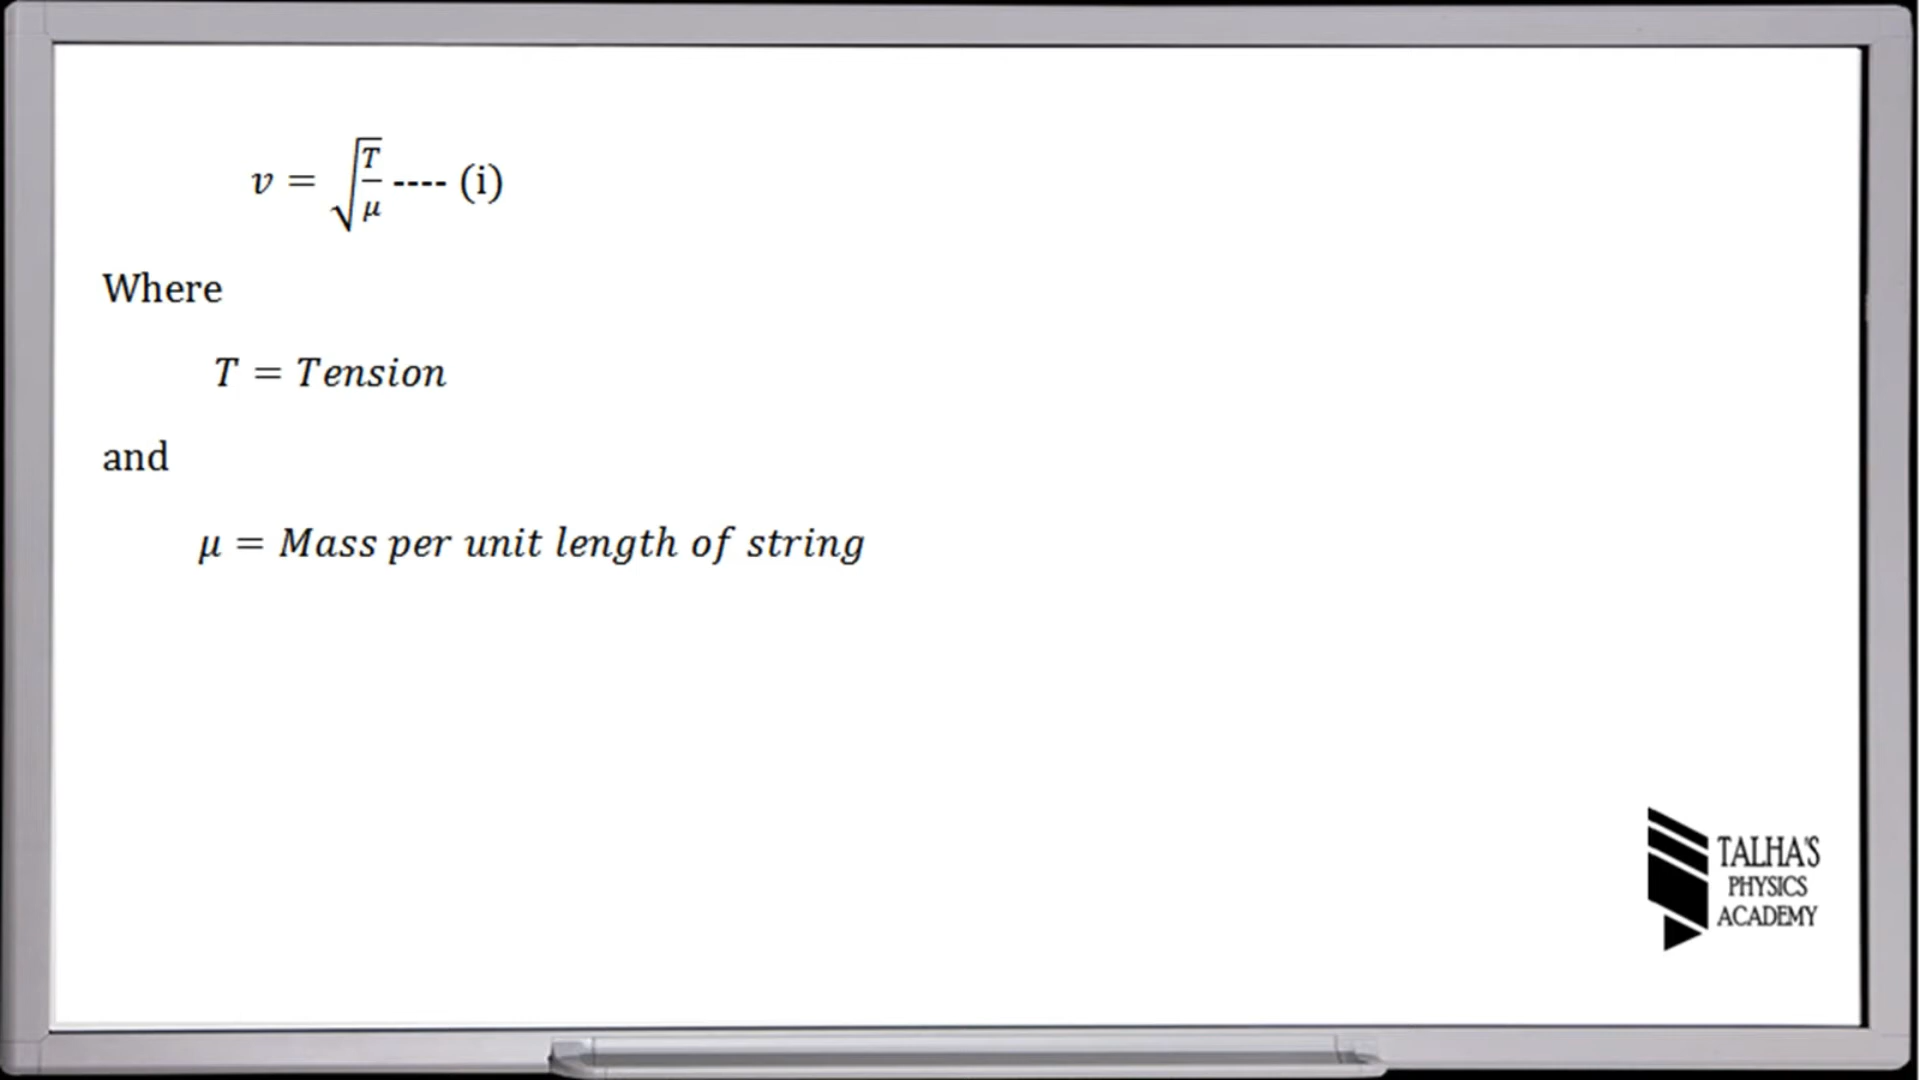 v = √(T/μ) ---- (i)
Where
T = Tension
and
μ = Mass per unit length of string
TALHA'S
PHYSICS
ACADEMY